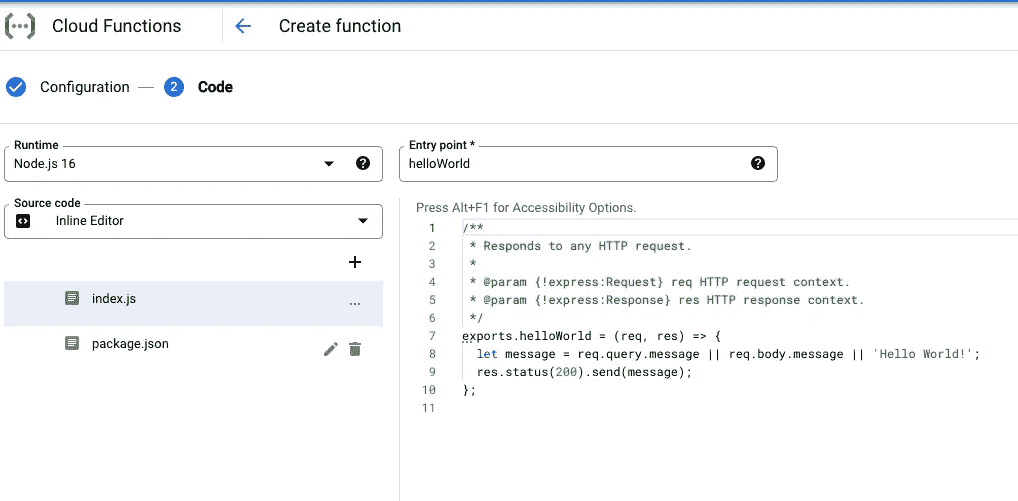 (...) Cloud Functions ← Create function
Configuration — 2 Code
Runtime
Node.js 16
Entry point *
helloWorld
Source code
Inline Editor
+
index.js ...
package.json
Press Alt+F1 for Accessibility Options.
1 /**
2 * Responds to any HTTP request.
3 *
4 * @param {!express:Request} req HTTP request context.
5 * @param {!express:Response} res HTTP response context.
6 */
7 exports.helloWorld = (req, res) => {
8 let message = req.query.message || req.body.message || 'Hello World!';
9 res.status(200).send(message);
10 };
11